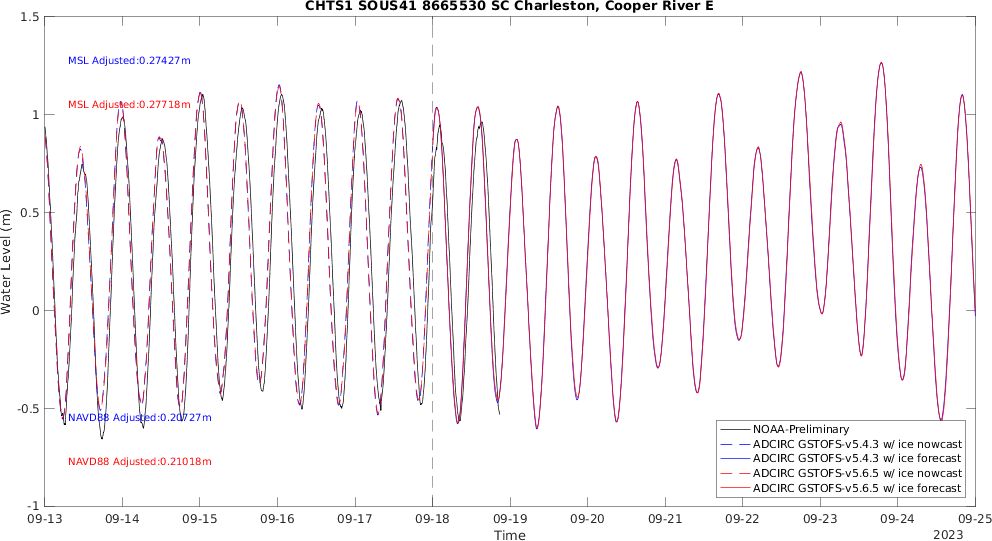 CHTS1 SOUS41 8665530 SC Charleston, Cooper River E
1.5
1
0.5
0
-0.5
-1
Water Level (m)
MSL Adjusted:0.27427m
MSL Adjusted:0.27718m
NAVD88 Adjusted:0.20727m
NAVD88 Adjusted:0.21018m
NOAA-Preliminary
ADCIRC GSTOFS-v5.4.3 w/ ice nowcast
ADCIRC GSTOFS-v5.4.3 w/ ice forecast
ADCIRC GSTOFS-v5.6.5 w/ ice nowcast
ADCIRC GSTOFS-v5.6.5 w/ ice forecast
09-13 09-14 09-15 09-16 09-17 09-18 09-19 09-20 09-21 09-22 09-23 09-24 09-25
Time
2023